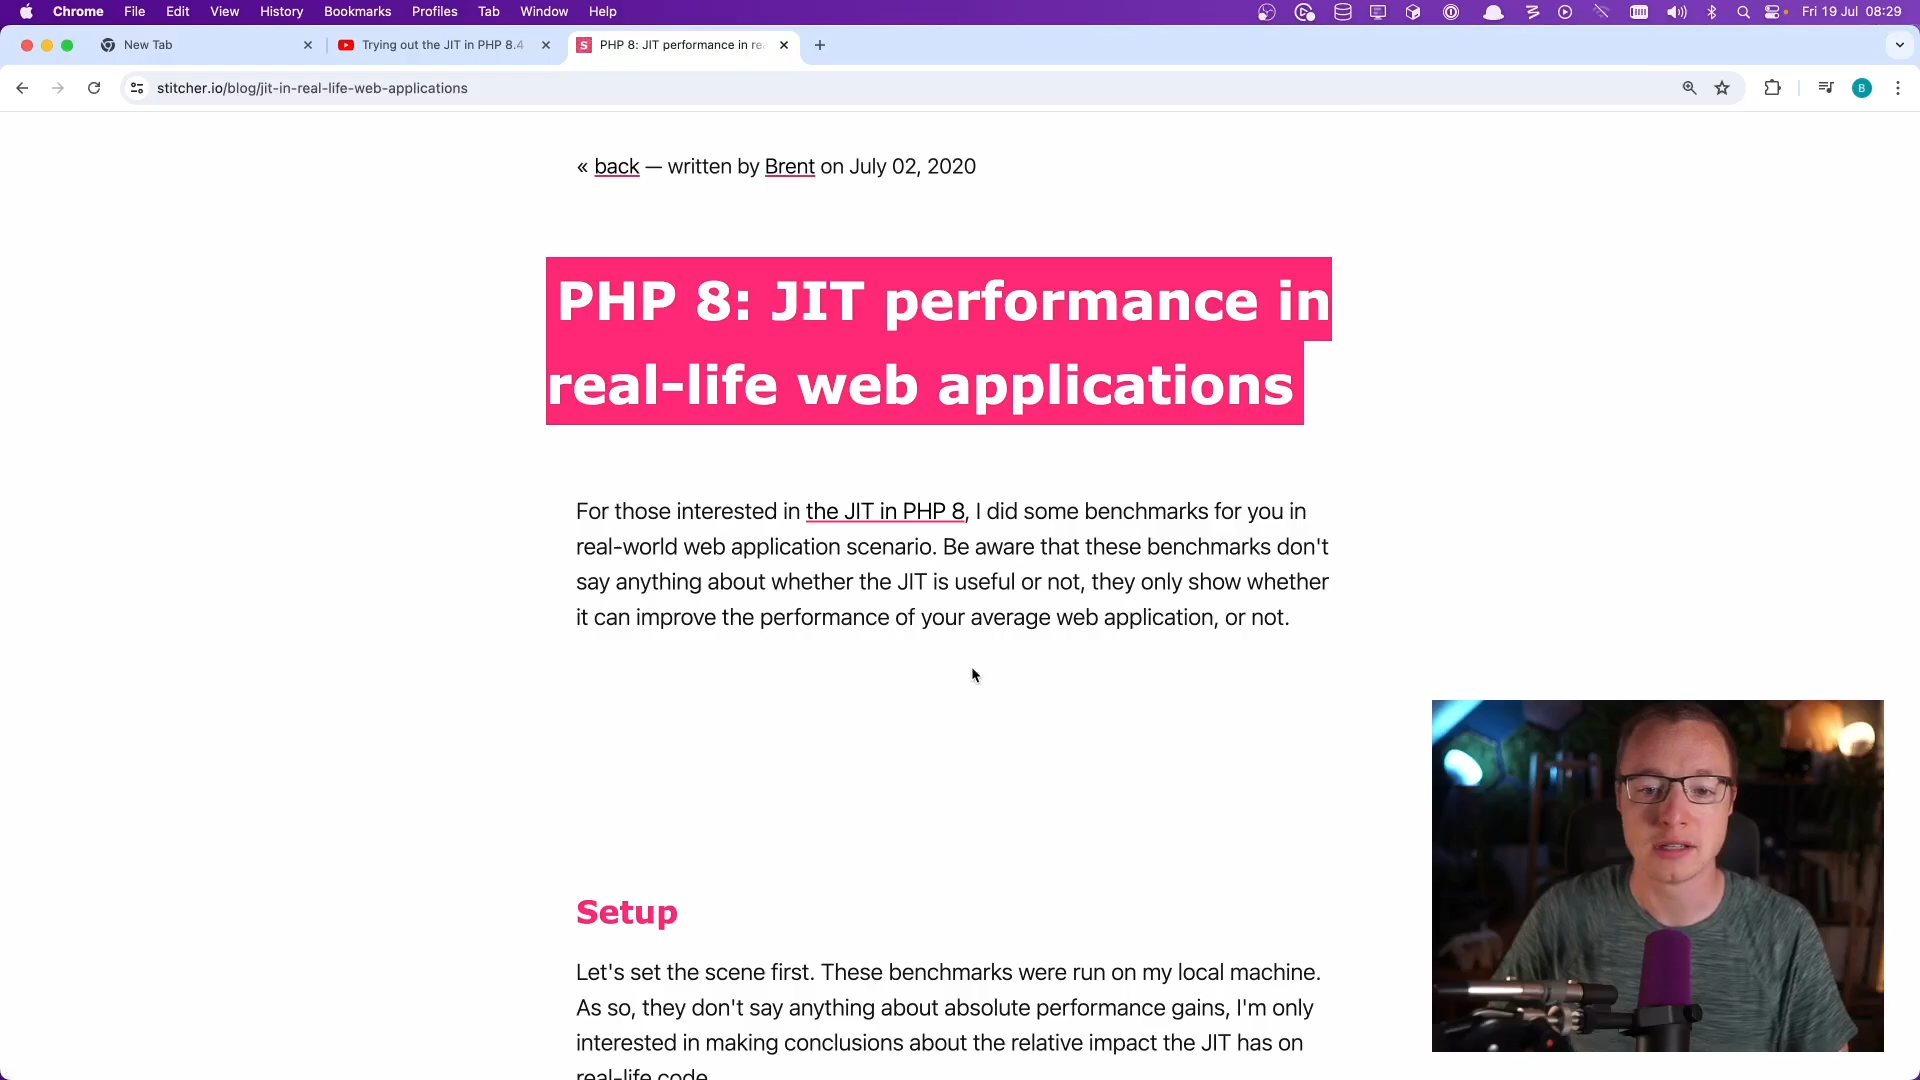 Chrome File Edit View History Bookmarks Profiles Tab Window Help Fri 19 Jul 08:29
New Tab Trying out the JIT in PHP 8.4 PHP 8: JIT performance in rea
stitcher.io/blog/jit-in-real-life-web-applications B
« back — written by Brent on July 02, 2020
PHP 8: JIT performance in
real-life web applications
For those interested in the JIT in PHP 8, I did some benchmarks for you in
real-world web application scenario. Be aware that these benchmarks don't
say anything about whether the JIT is useful or not, they only show whether
it can improve the performance of your average web application, or not.
Setup
Let's set the scene first. These benchmarks were run on my local machine.
As so, they don't say anything about absolute performance gains, I'm only
interested in making conclusions about the relative impact the JIT has on
real-life code.